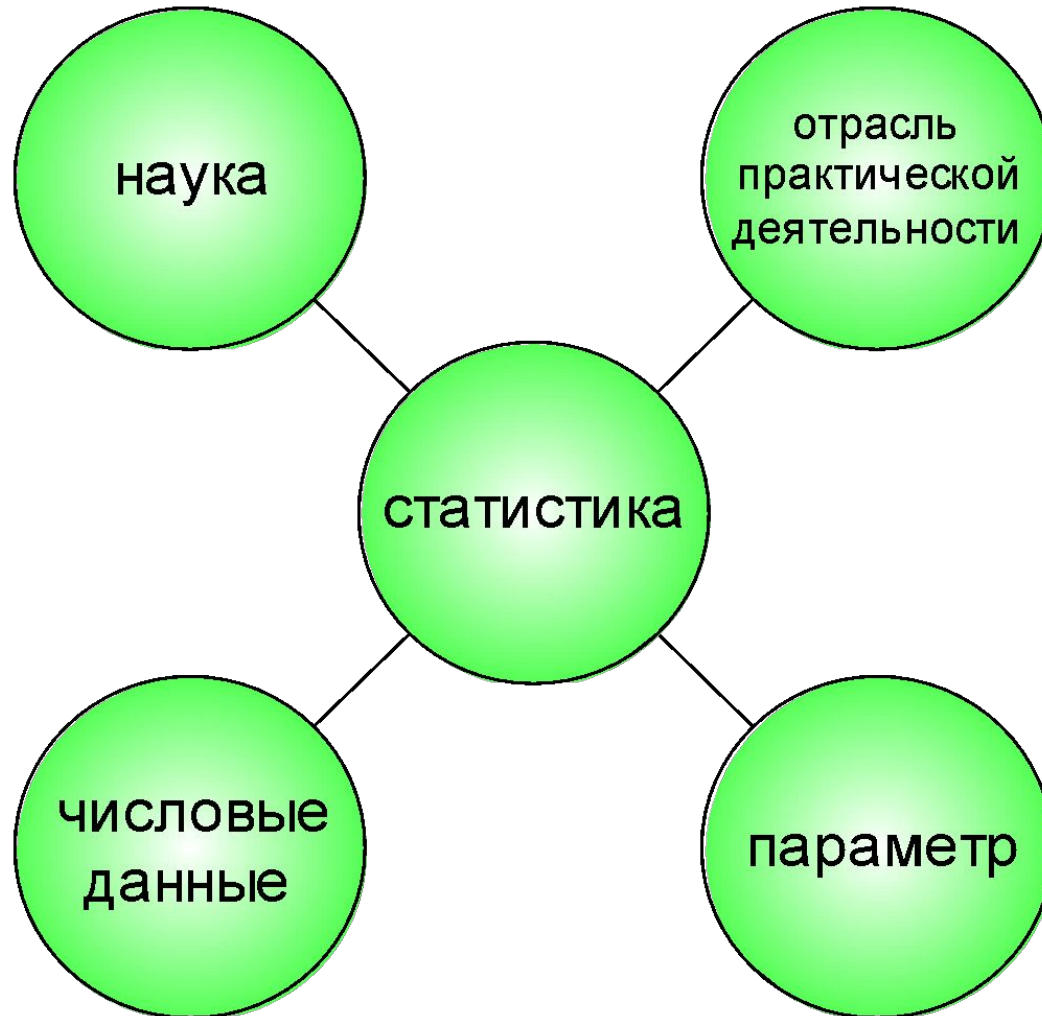 наука
отрасль
практической
деятельности
статистика
числовые
данные
параметр